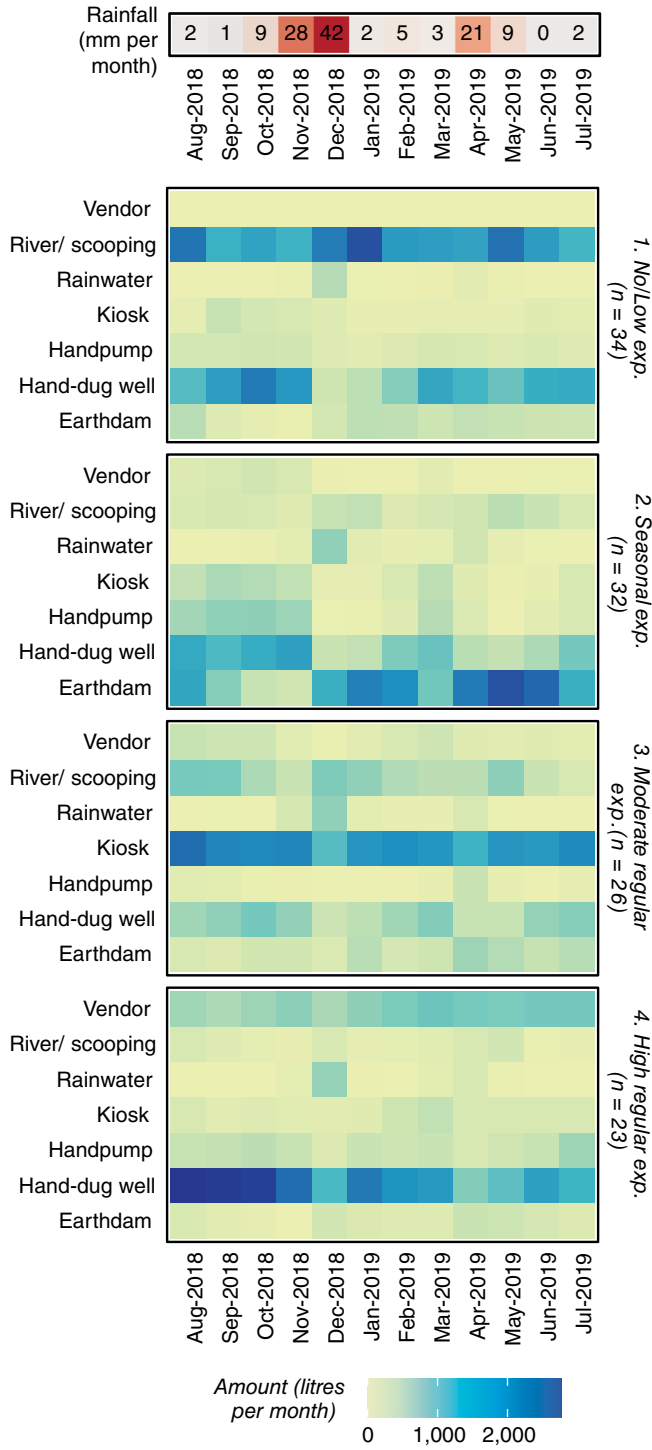 Rainfall
(mm per
month)
2 1 9 28 42 2 5 3 21 9 0 2
Aug-2018 Sep-2018 Oct-2018 Nov-2018 Dec-2018 Jan-2019 Feb-2019 Mar-2019 Apr-2019 May-2019 Jun-2019 Jul-2019
Vendor
River/ scooping
Rainwater
Kiosk
Handpump
Hand-dug well
Earthdam
1. No/Low exp.
(n = 34)
Vendor
River/ scooping
Rainwater
Kiosk
Handpump
Hand-dug well
Earthdam
2. Seasonal exp.
(n = 32)
Vendor
River/ scooping
Rainwater
Kiosk
Handpump
Hand-dug well
Earthdam
3. Moderate regular
exp.(n = 26)
Vendor
River/ scooping
Rainwater
Kiosk
Handpump
Hand-dug well
Earthdam
4. High regular exp.
(n = 23)
Aug-2018 Sep-2018 Oct-2018 Nov-2018 Dec-2018 Jan-2019 Feb-2019 Mar-2019 Apr-2019 May-2019 Jun-2019 Jul-2019
Amount (litres
per month)
0 1,000 2,000